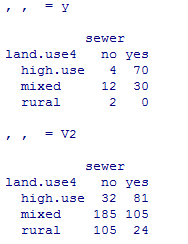 , ,  = y

           sewer
land.use4   no yes
  high.use   4  70
  mixed     12  30
  rural      2   0

, ,  = V2

           sewer
land.use4   no yes
  high.use  32  81
  mixed    185 105
  rural    105  24